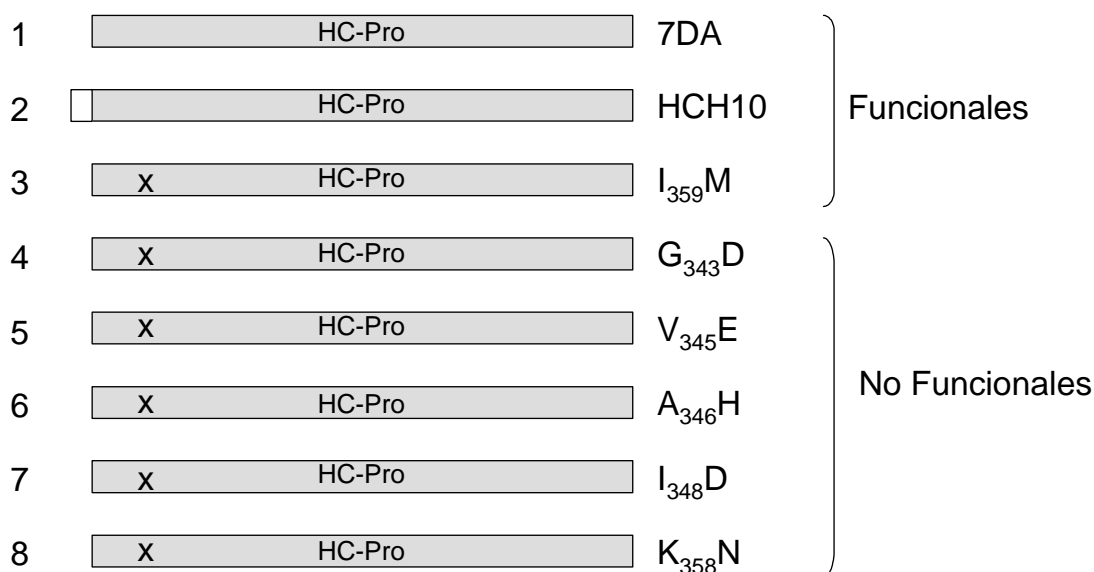 1 HC-Pro 7DA
2 HC-Pro HCH10 Funcionales
3 x HC-Pro I359M
4 x HC-Pro G343D
5 x HC-Pro V345E
6 x HC-Pro A346H No Funcionales
7 x HC-Pro I348D
8 x HC-Pro K358N